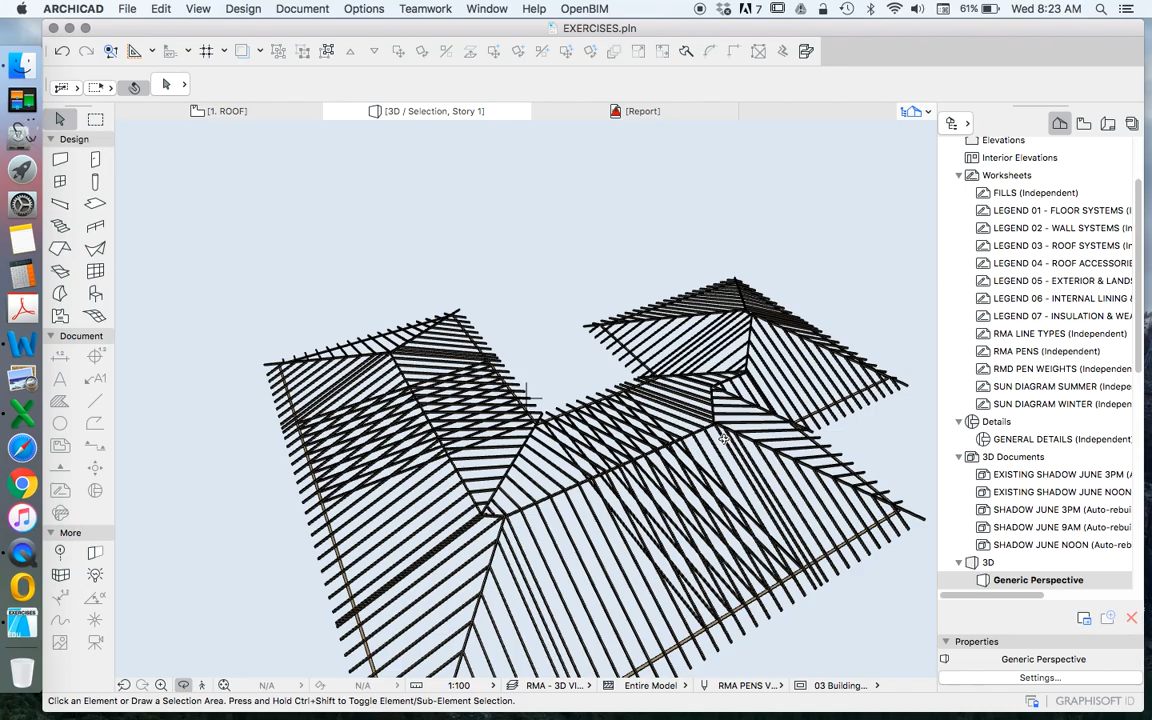 ARCHICAD File Edit View Design Document Options Teamwork Window Help OpenBIM 7 61% Wed 8:23 AM
EXERCISES.pln
[1. ROOF] [3D / Selection, Story 1] [Report]
Design
Document
More
Elevations
Interior Elevations
Worksheets
FILLS (Independent)
LEGEND 01 - FLOOR SYSTEMS (I
LEGEND 02 - WALL SYSTEMS (In
LEGEND 03 - ROOF SYSTEMS (In
LEGEND 04 - ROOF ACCESSORIE
LEGEND 05 - EXTERIOR & LAND
LEGEND 06 - INTERNAL LINING &
LEGEND 07 - INSULATION & WEA
RMA LINE TYPES (Independent)
RMA PENS (Independent)
RMD PEN WEIGHTS (Independent)
SUN DIAGRAM SUMMER (Indepen
SUN DIAGRAM WINTER (Indepen
Details
GENERAL DETAILS (Independent
3D Documents
EXISTING SHADOW JUNE 3PM (A
EXISTING SHADOW JUNE NOON
SHADOW JUNE 3PM (Auto-rebui
SHADOW JUNE 9AM (Auto-rebui
SHADOW JUNE NOON (Auto-reb
3D
Generic Perspective
Properties
Generic Perspective
Settings...
N/A N/A 1:100 RMA - 3D VI... Entire Model RMA PENS V... 03 Building...
Click an Element or Draw a Selection Area. Press and Hold Ctrl+Shift to Toggle Element/Sub-Element Selection.
GRAPHISOFT ID